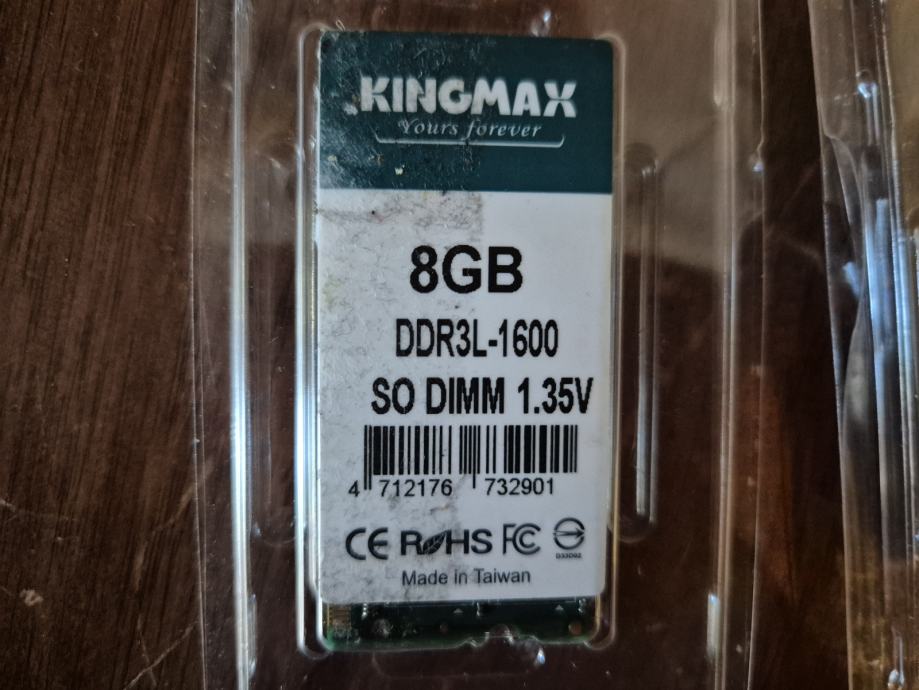 KINGMAX
Yours forever
8GB
DDR3L-1600
SO DIMM 1.35V
4 712176 732901
CE RoHS FC
D33D02
Made in Taiwan